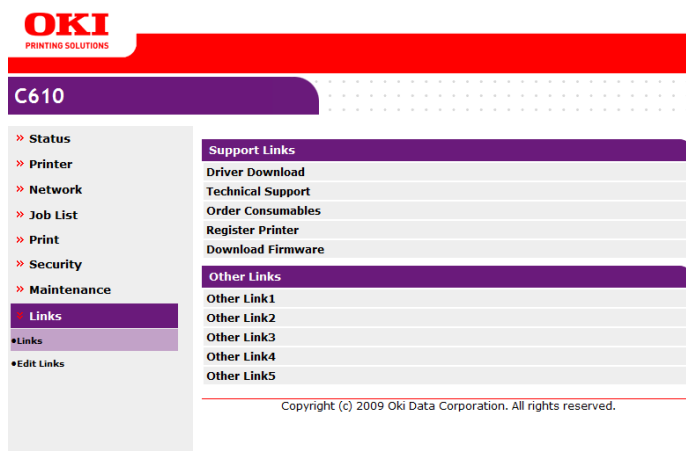 OKI
PRINTING SOLUTIONS
C610
» Status
» Printer
» Network
» Job List
» Print
» Security
» Maintenance
Links
•Links
•Edit Links
Support Links
Driver Download
Technical Support
Order Consumables
Register Printer
Download Firmware
Other Links
Other Link1
Other Link2
Other Link3
Other Link4
Other Link5
Copyright (c) 2009 Oki Data Corporation. All rights reserved.